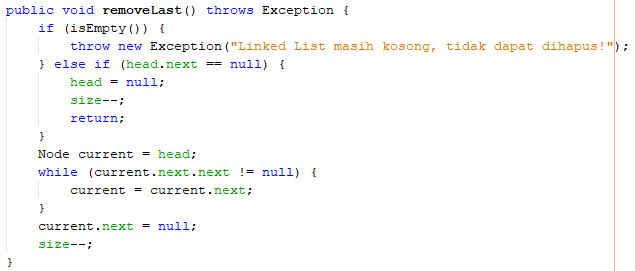 public void removeLast() throws Exception {
    if (isEmpty()) {
        throw new Exception("Linked List masih kosong, tidak dapat dihapus!");
    } else if (head.next == null) {
        head = null;
        size--;
        return;
    }
    Node current = head;
    while (current.next.next != null) {
        current = current.next;
    }
    current.next = null;
    size--;
}